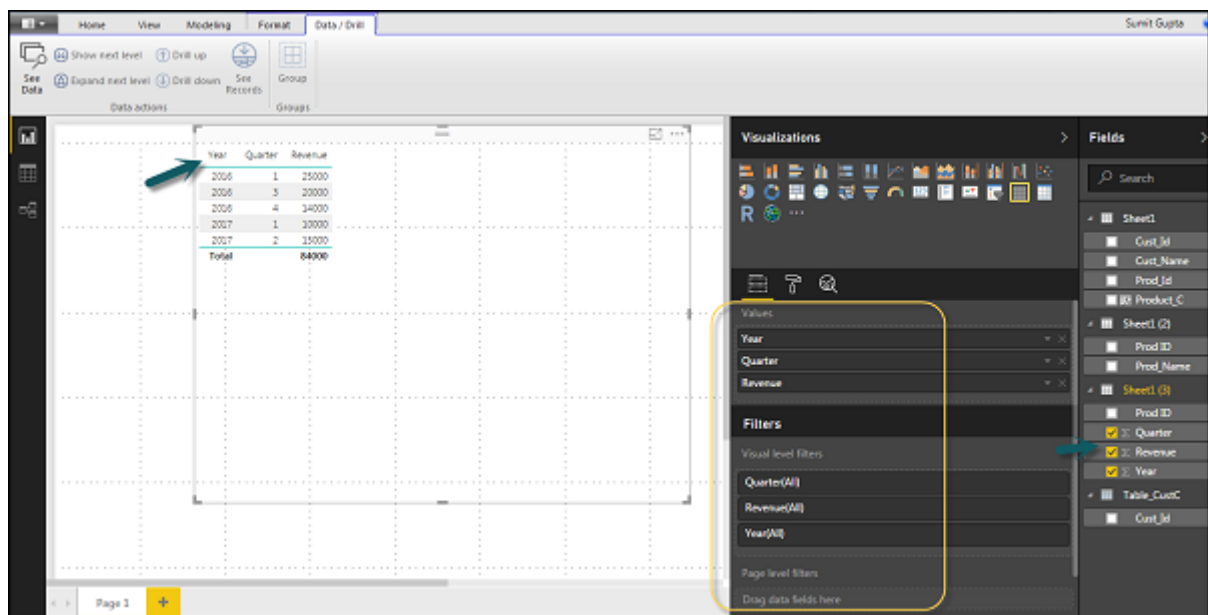 Home View Modeling Format Data / Drill Sumit Gupta
See Data
Show next level Drill up
Expand next level Drill down
See Records
Group
Data actions Groups
Year Quarter Revenue
2016 1 25000
2016 3 20000
2016 4 14000
2017 1 10000
2017 2 15000
Total 84000
Page 1 +
Visualizations
R
Values
Year
Quarter
Revenue
Filters
Visual level filters
Quarter(All)
Revenue(All)
Year(All)
Page level filters
Drag data fields here
Fields
Search
Sheet1
Cust_Id
Cust_Name
Prod_Id
Product_C
Sheet1 (2)
Prod ID
Prod_Name
Sheet1 (3)
Prod ID
Quarter
Revenue
Year
Table_CustC
Cust_Id